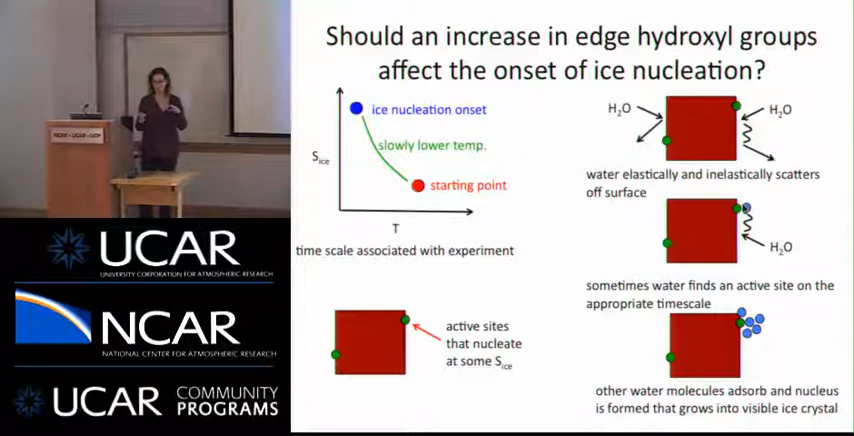 Should an increase in edge hydroxyl groups
affect the onset of ice nucleation?
ice nucleation onset
slowly lower temp.
S_ice
starting point
T
time scale associated with experiment
active sites
that nucleate
at some S_ice
H₂O
H₂O
water elastically and inelastically scatters
off surface
H₂O
sometimes water finds an active site on the
appropriate timescale
other water molecules adsorb and nucleus
is formed that grows into visible ice crystal
NCAR • UCAR • UCP
UCAR
UNIVERSITY CORPORATION FOR ATMOSPHERIC RESEARCH
NCAR
NATIONAL CENTER FOR ATMOSPHERIC RESEARCH
UCAR
COMMUNITY
PROGRAMS